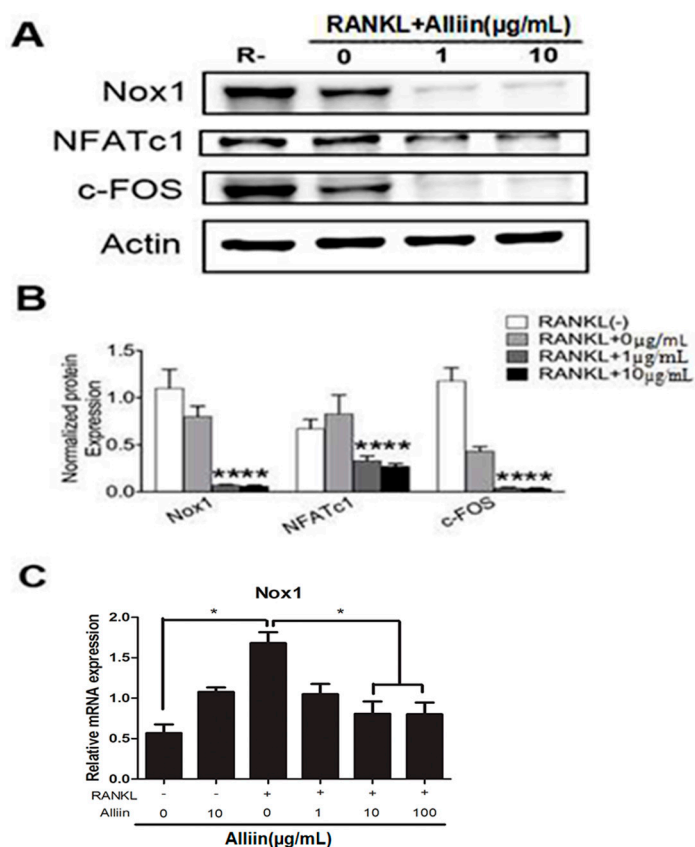 A
RANKL+Alliin(μg/mL)
R- 0 1 10
Nox1
NFATc1
c-FOS
Actin
B
RANKL(-)
RANKL+0μg/mL
RANKL+1μg/mL
RANKL+10μg/mL
Normalized protein
Expression
1.5
1.0
0.5
0.0
**** **** ****
Nox1 NFATc1 c-FOS
C
Nox1
Relative mRNA expression
2.0
1.5
1.0
0.5
0.0
* *
RANKL - - + + + +
Alliin 0 10 0 1 10 100
Alliin(μg/mL)